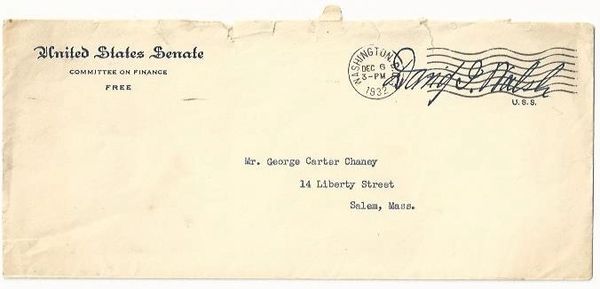 United States Senate
COMMITTEE ON FINANCE
FREE
WASHINGTON, D.C.
DEC 6
3-PM
1932
David I. Walsh
U.S.S.
Mr. George Carter Chaney
14 Liberty Street
Salem, Mass.